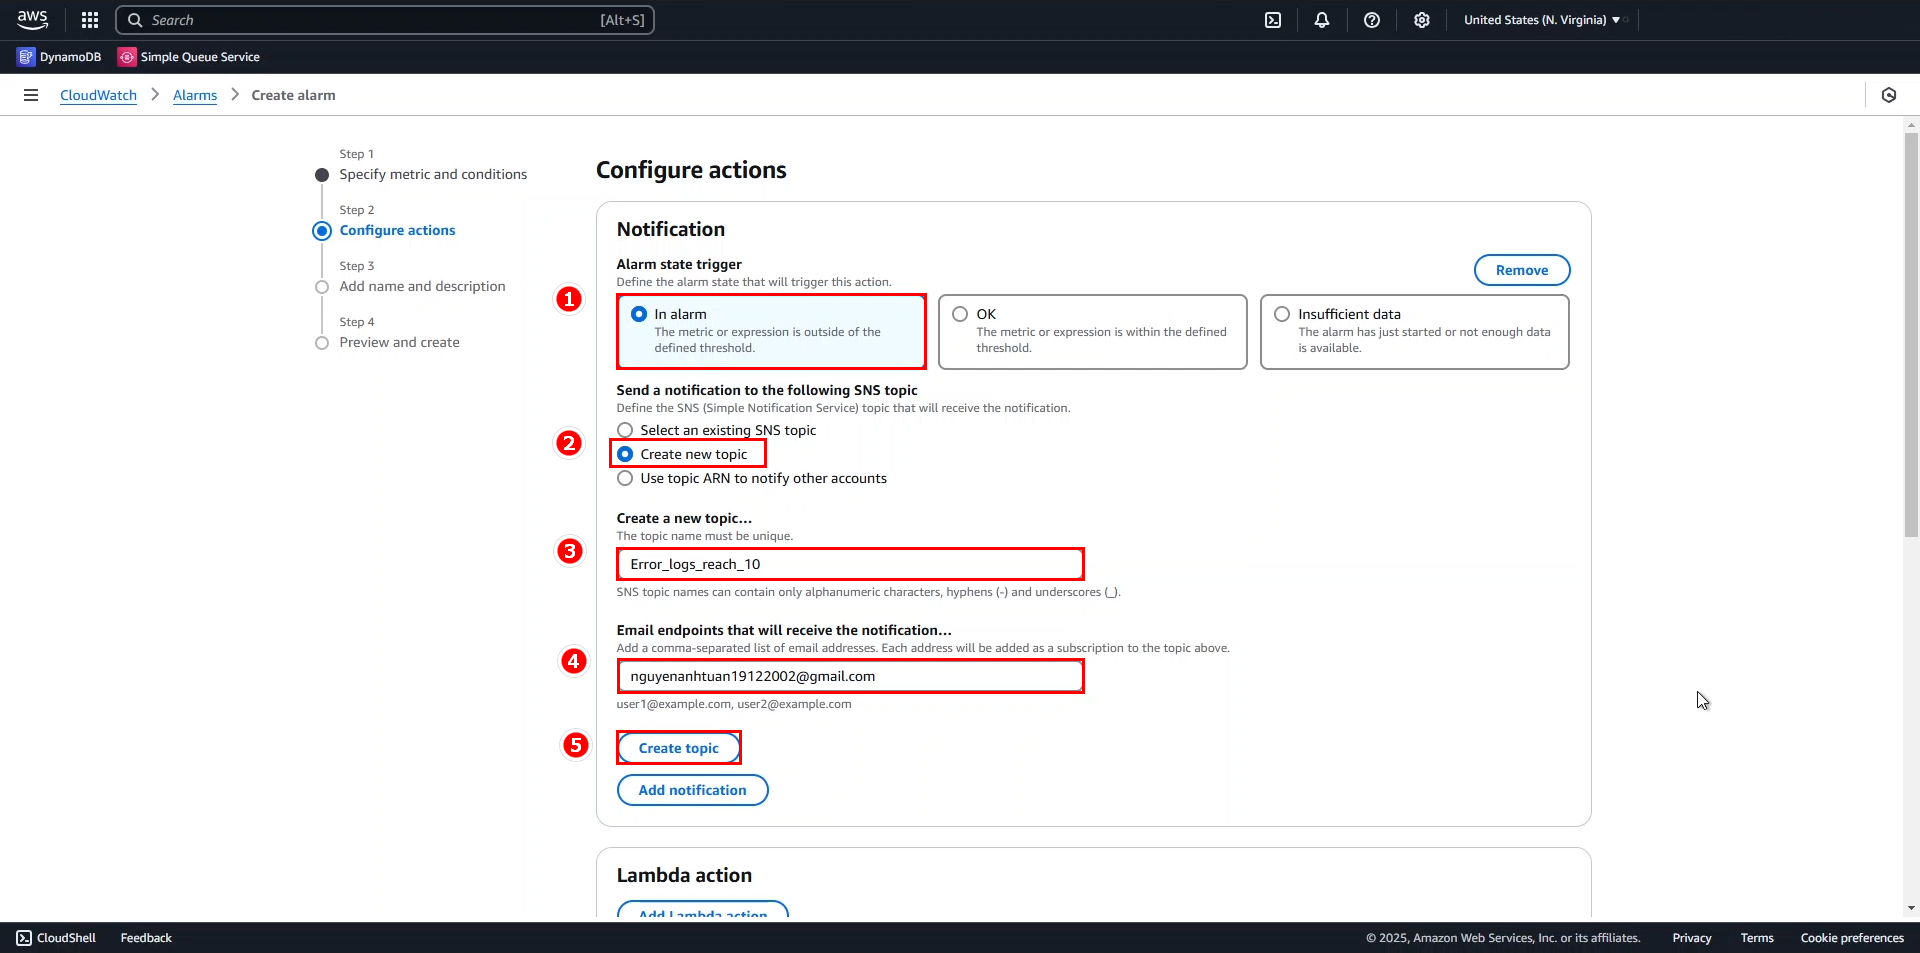 aws
Search [Alt+S]
United States (N. Virginia) ▼
DynamoDB
Simple Queue Service
CloudWatch > Alarms > Create alarm
Step 1
Specify metric and conditions
Step 2
Configure actions
Step 3
Add name and description
Step 4
Preview and create
Configure actions
Notification
Alarm state trigger
Define the alarm state that will trigger this action.
Remove
1
In alarm
The metric or expression is outside of the
defined threshold.
OK
The metric or expression is within the defined
threshold.
Insufficient data
The alarm has just started or not enough data
is available.
Send a notification to the following SNS topic
Define the SNS (Simple Notification Service) topic that will receive the notification.
Select an existing SNS topic
2
Create new topic
Use topic ARN to notify other accounts
Create a new topic...
The topic name must be unique.
3
Error_logs_reach_10
SNS topic names can contain only alphanumeric characters, hyphens (-) and underscores (_).
Email endpoints that will receive the notification...
Add a comma-separated list of email addresses. Each address will be added as a subscription to the topic above.
4
nguyenanhtuan19122002@gmail.com
user1@example.com, user2@example.com
5
Create topic
Add notification
Lambda action
Add Lambda action
CloudShell
Feedback
© 2025, Amazon Web Services, Inc. or its affiliates.
Privacy
Terms
Cookie preferences